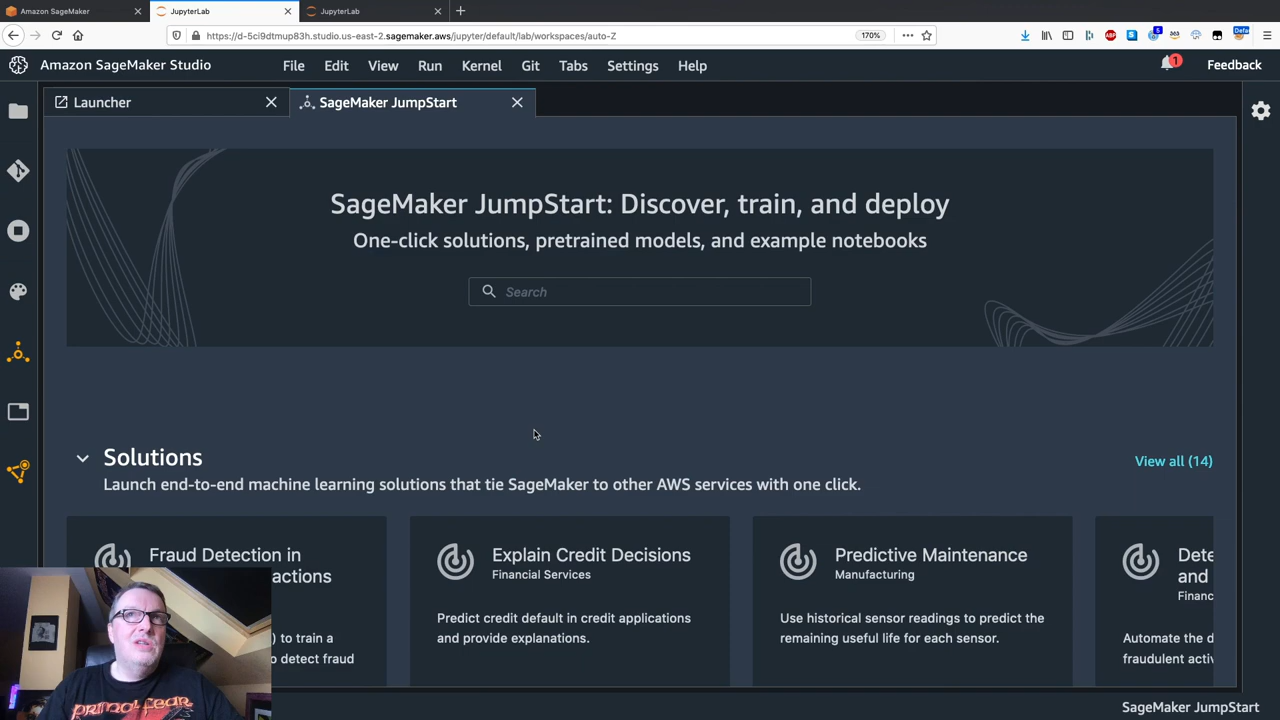 Amazon SageMaker
JupyterLab
JupyterLab
https://d-5ci9dtmup83h.studio.us-east-2.sagemaker.aws/jupyter/default/lab/workspaces/auto-Z
170%
Amazon SageMaker Studio
File
Edit
View
Run
Kernel
Git
Tabs
Settings
Help
1
Feedback
Launcher
SageMaker JumpStart
SageMaker JumpStart: Discover, train, and deploy
One-click solutions, pretrained models, and example notebooks
Search
Solutions
View all (14)
Launch end-to-end machine learning solutions that tie SageMaker to other AWS services with one click.
Fraud Detection in
actions
) to train a
o detect fraud
Explain Credit Decisions
Financial Services
Predict credit default in credit applications
and provide explanations.
Predictive Maintenance
Manufacturing
Use historical sensor readings to predict the
remaining useful life for each sensor.
Dete
and
Financ
Automate the d
fraudulent activ
PRIMAL FEAR
SageMaker JumpStart